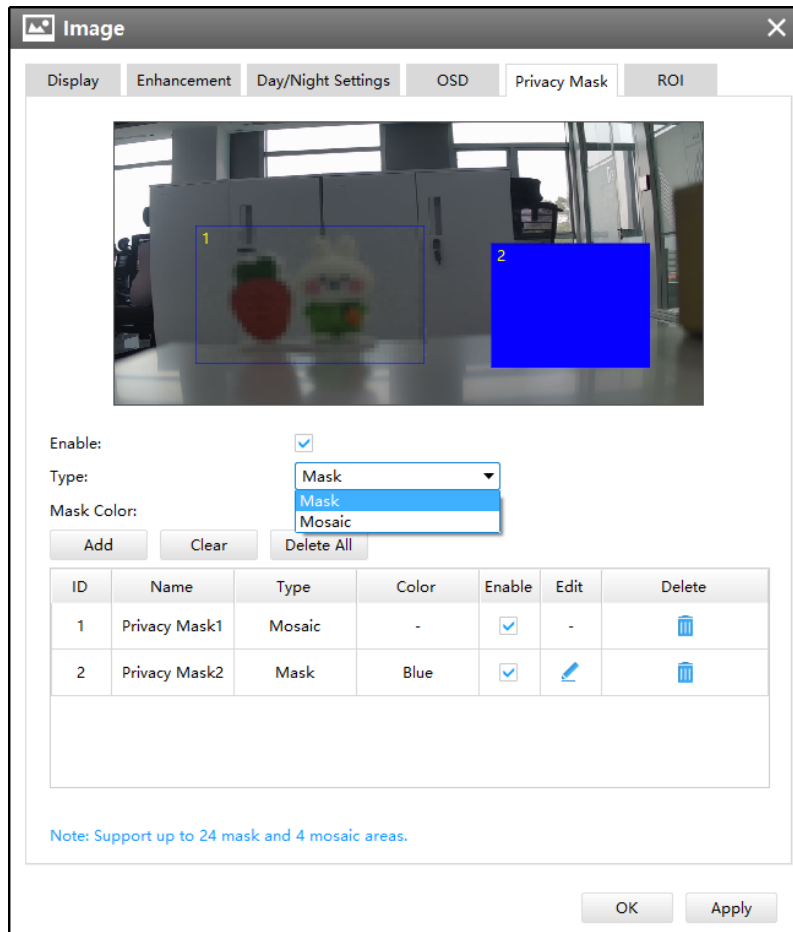 Image
Display Enhancement Day/Night Settings OSD Privacy Mask ROI
1
2
Enable:
Type: Mask
Mask
Mosaic
Mask Color:
Add Clear Delete All
ID Name Type Color Enable Edit Delete
1 Privacy Mask1 Mosaic - -
2 Privacy Mask2 Mask Blue
Note: Support up to 24 mask and 4 mosaic areas.
OK Apply